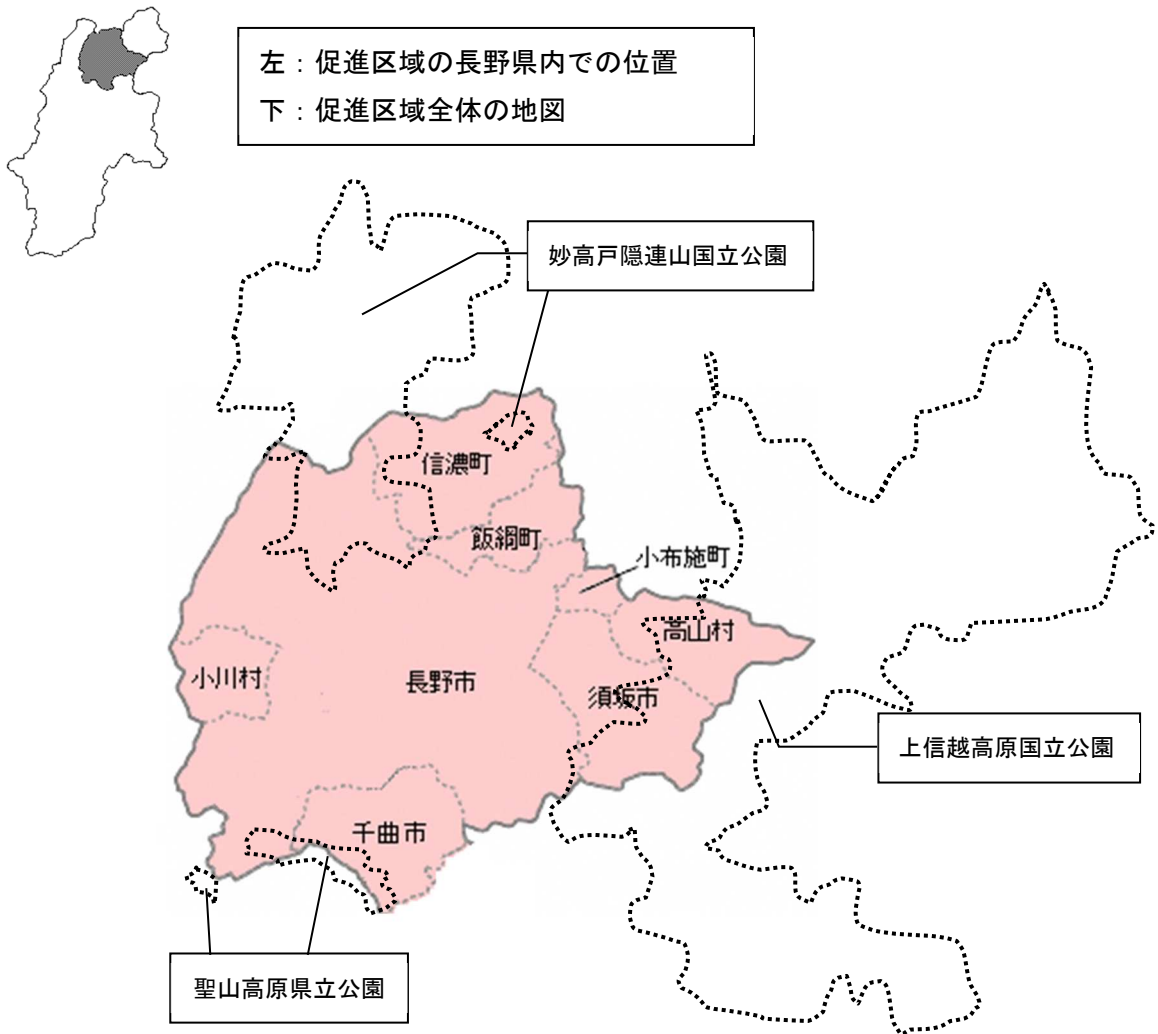 左：促進区域の長野県内での位置
下：促進区域全体の地図
妙高戸隠連山国立公園
信濃町
飯綱町
小布施町
高山村
小川村
長野市
須坂市
上信越高原国立公園
千曲市
聖山高原県立公園